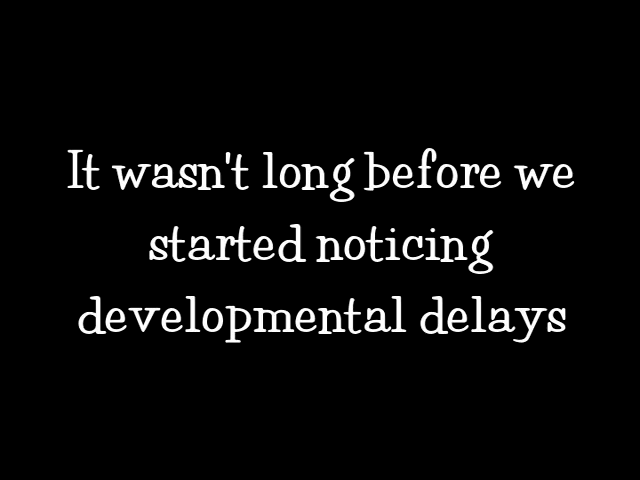 It wasn't long before we
started noticing
developmental delays